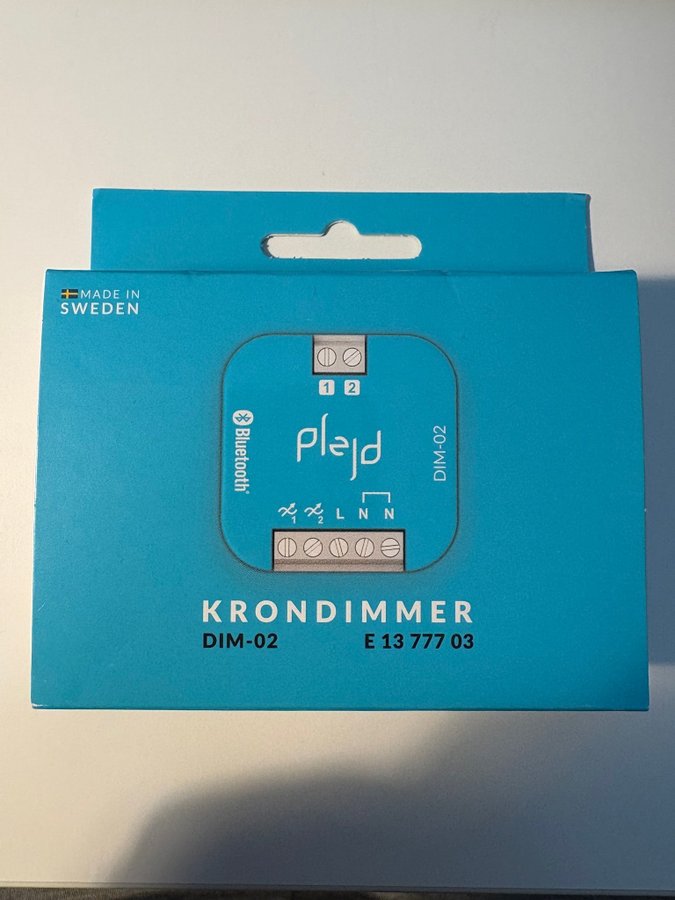 MADE IN
SWEDEN
1 2
plejd
Bluetooth®
DIM-02
1 2 L N N
KRONDIMMER
DIM-02 E 13 777 03